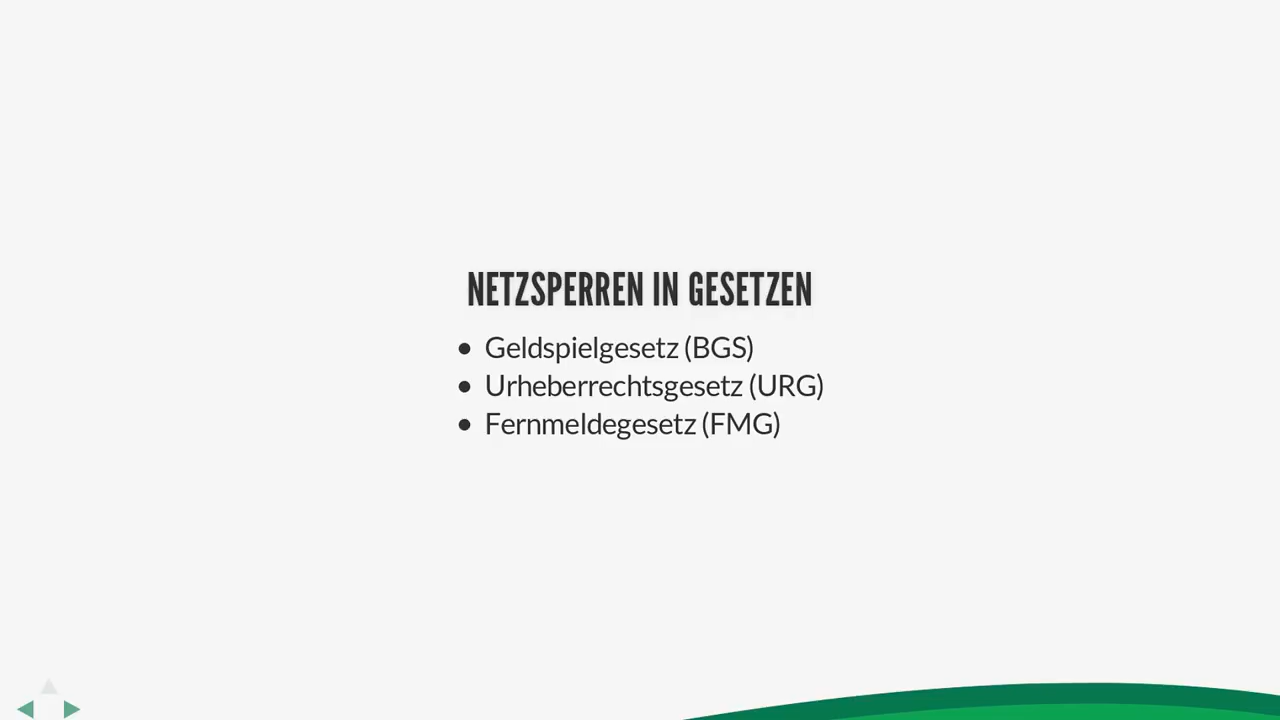 NETZSPERREN IN GESETZEN
• Geldspielgesetz (BGS)
• Urheberrechtsgesetz (URG)
• Fernmeldegesetz (FMG)